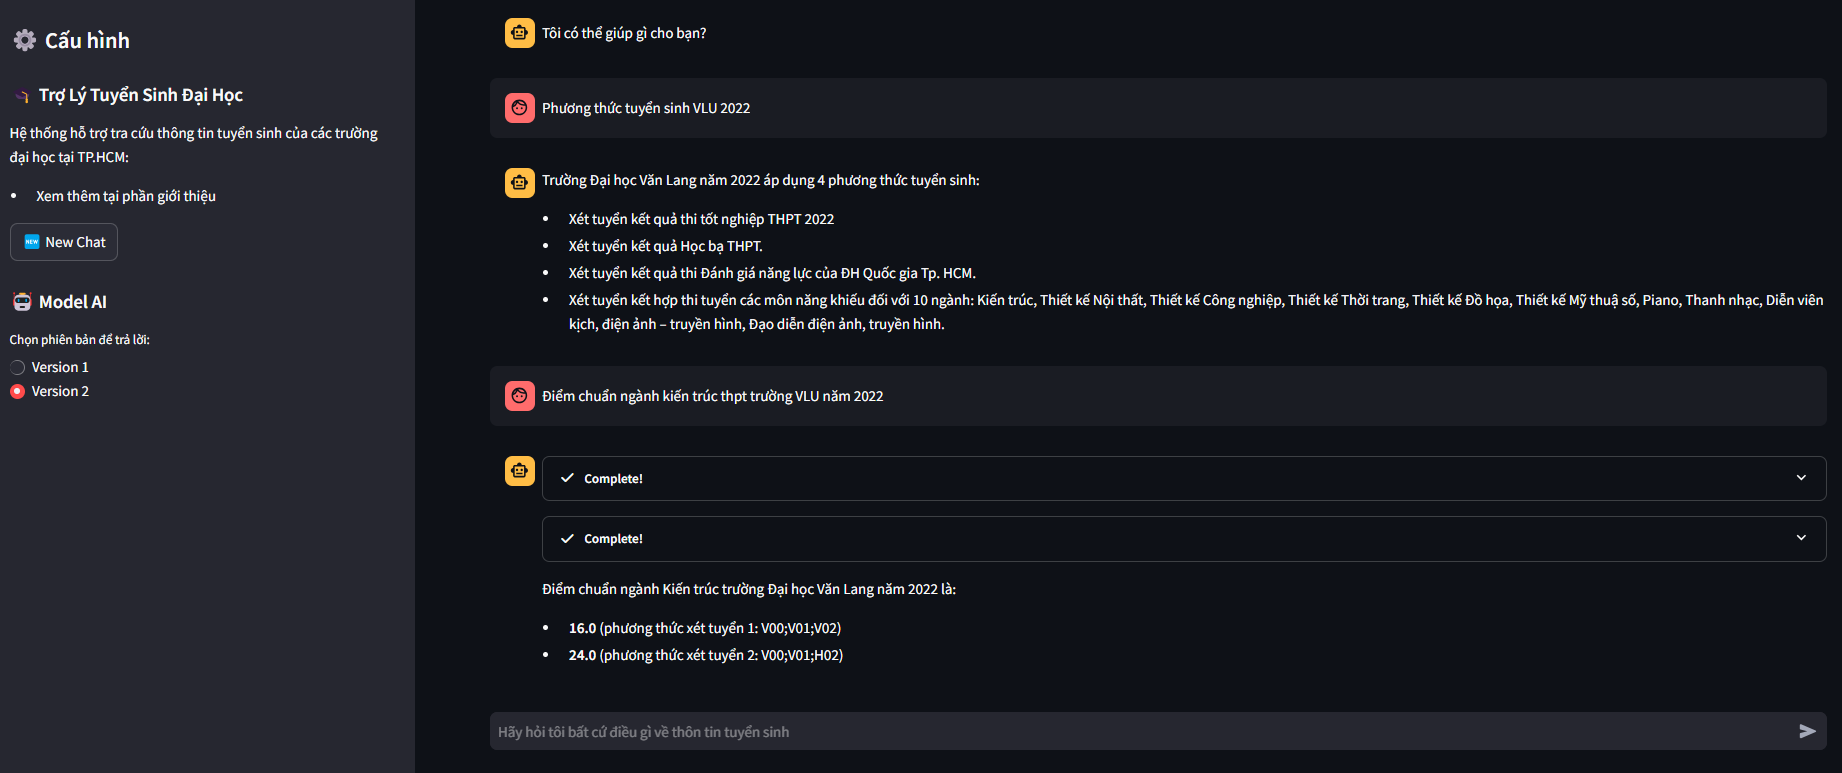 Cấu hình
Trợ Lý Tuyển Sinh Đại Học
Hệ thống hỗ trợ tra cứu thông tin tuyển sinh của các trường
đại học tại TP.HCM:
• Xem thêm tại phần giới thiệu
NEW New Chat
Model AI
Chọn phiên bản để trả lời:
Version 1
Version 2
Tôi có thể giúp gì cho bạn?
Phương thức tuyển sinh VLU 2022
Trường Đại học Văn Lang năm 2022 áp dụng 4 phương thức tuyển sinh:
• Xét tuyển kết quả thi tốt nghiệp THPT 2022
• Xét tuyển kết quả Học bạ THPT.
• Xét tuyển kết quả thi Đánh giá năng lực của ĐH Quốc gia Tp. HCM.
• Xét tuyển kết hợp thi tuyển các môn năng khiếu đối với 10 ngành: Kiến trúc, Thiết kế Nội thất, Thiết kế Công nghiệp, Thiết kế Thời trang, Thiết kế Đồ họa, Thiết kế Mỹ thuậ số, Piano, Thanh nhạc, Diễn viên
kịch, điện ảnh – truyền hình, Đạo diễn điện ảnh, truyền hình.
Điểm chuẩn ngành kiến trúc thpt trường VLU năm 2022
Complete!
Complete!
Điểm chuẩn ngành Kiến trúc trường Đại học Văn Lang năm 2022 là:
• 16.0 (phương thức xét tuyển 1: V00;V01;V02)
• 24.0 (phương thức xét tuyển 2: V00;V01;H02)
Hãy hỏi tôi bất cứ điều gì về thôn tin tuyển sinh